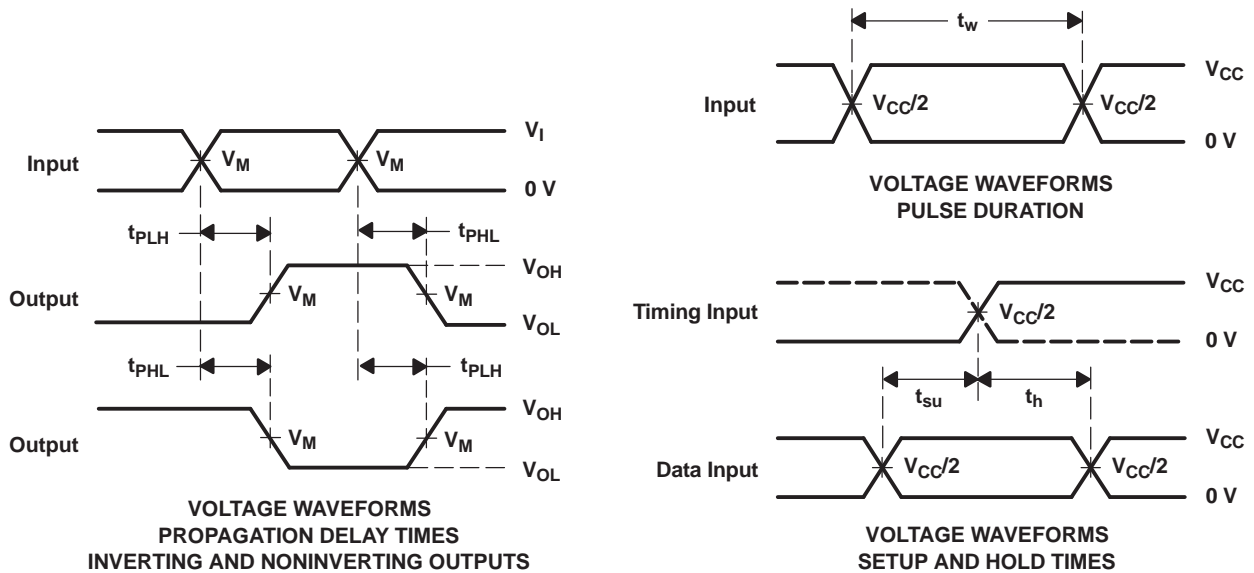 Input
V_I
V_M
V_M
0 V
t_PLH
t_PHL
Output
V_OH
V_M
V_M
V_OL
t_PHL
t_PLH
Output
V_OH
V_M
V_M
V_OL
VOLTAGE WAVEFORMS
PROPAGATION DELAY TIMES
INVERTING AND NONINVERTING OUTPUTS
t_w
Input
V_CC
V_CC/2
V_CC/2
0 V
VOLTAGE WAVEFORMS
PULSE DURATION
Timing Input
V_CC
V_CC/2
0 V
t_su
t_h
Data Input
V_CC
V_CC/2
V_CC/2
0 V
VOLTAGE WAVEFORMS
SETUP AND HOLD TIMES